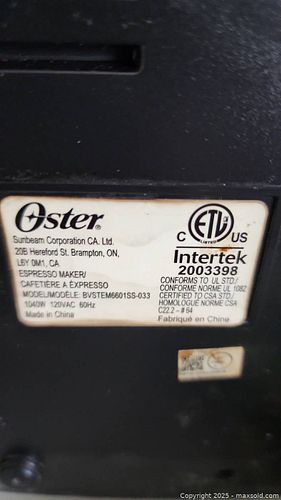 Oster
Sunbeam Corporation CA. Ltd.
20B Hereford St. Brampton, ON,
L6Y 0M1, CA
ESPRESSO MAKER/
CAFETIÈRE À EXPRESSO
MODEL/MODÈLE: BVSTEM6601SS-033
1040W 120VAC 60Hz
Made in China
C ETL US
LISTED
Intertek
2003398
CONFORMS TO UL STD./
CONFORME NORME UL 1082
CERTIFIED TO CSA STD./
HOMOLOGUÉ NORME CSA
C22.2 - # 64
Fabriqué en Chine
Copyright © 2025 - maxsold.com